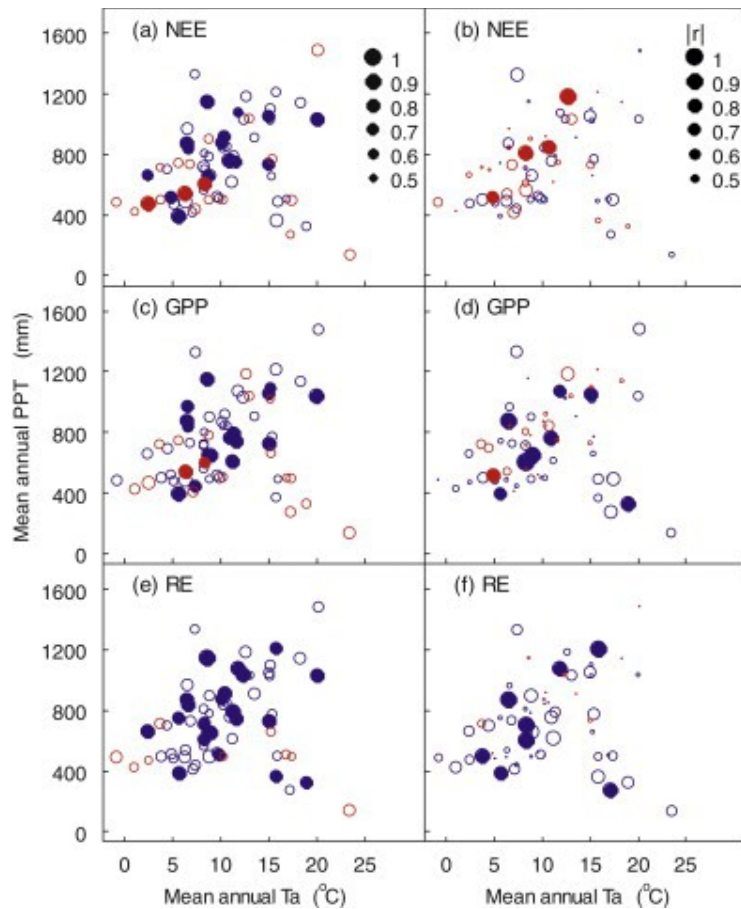 (a) NEE
(b) NEE
|r|
1600
1200
800
400
0
1
0.9
0.8
0.7
0.6
0.5
1
0.9
0.8
0.7
0.6
0.5
(c) GPP
(d) GPP
1600
1200
800
400
0
Mean annual PPT (mm)
(e) RE
(f) RE
1600
1200
800
400
0
0 5 10 15 20 25
0 5 10 15 20 25
Mean annual Ta (°C)
Mean annual Ta (°C)